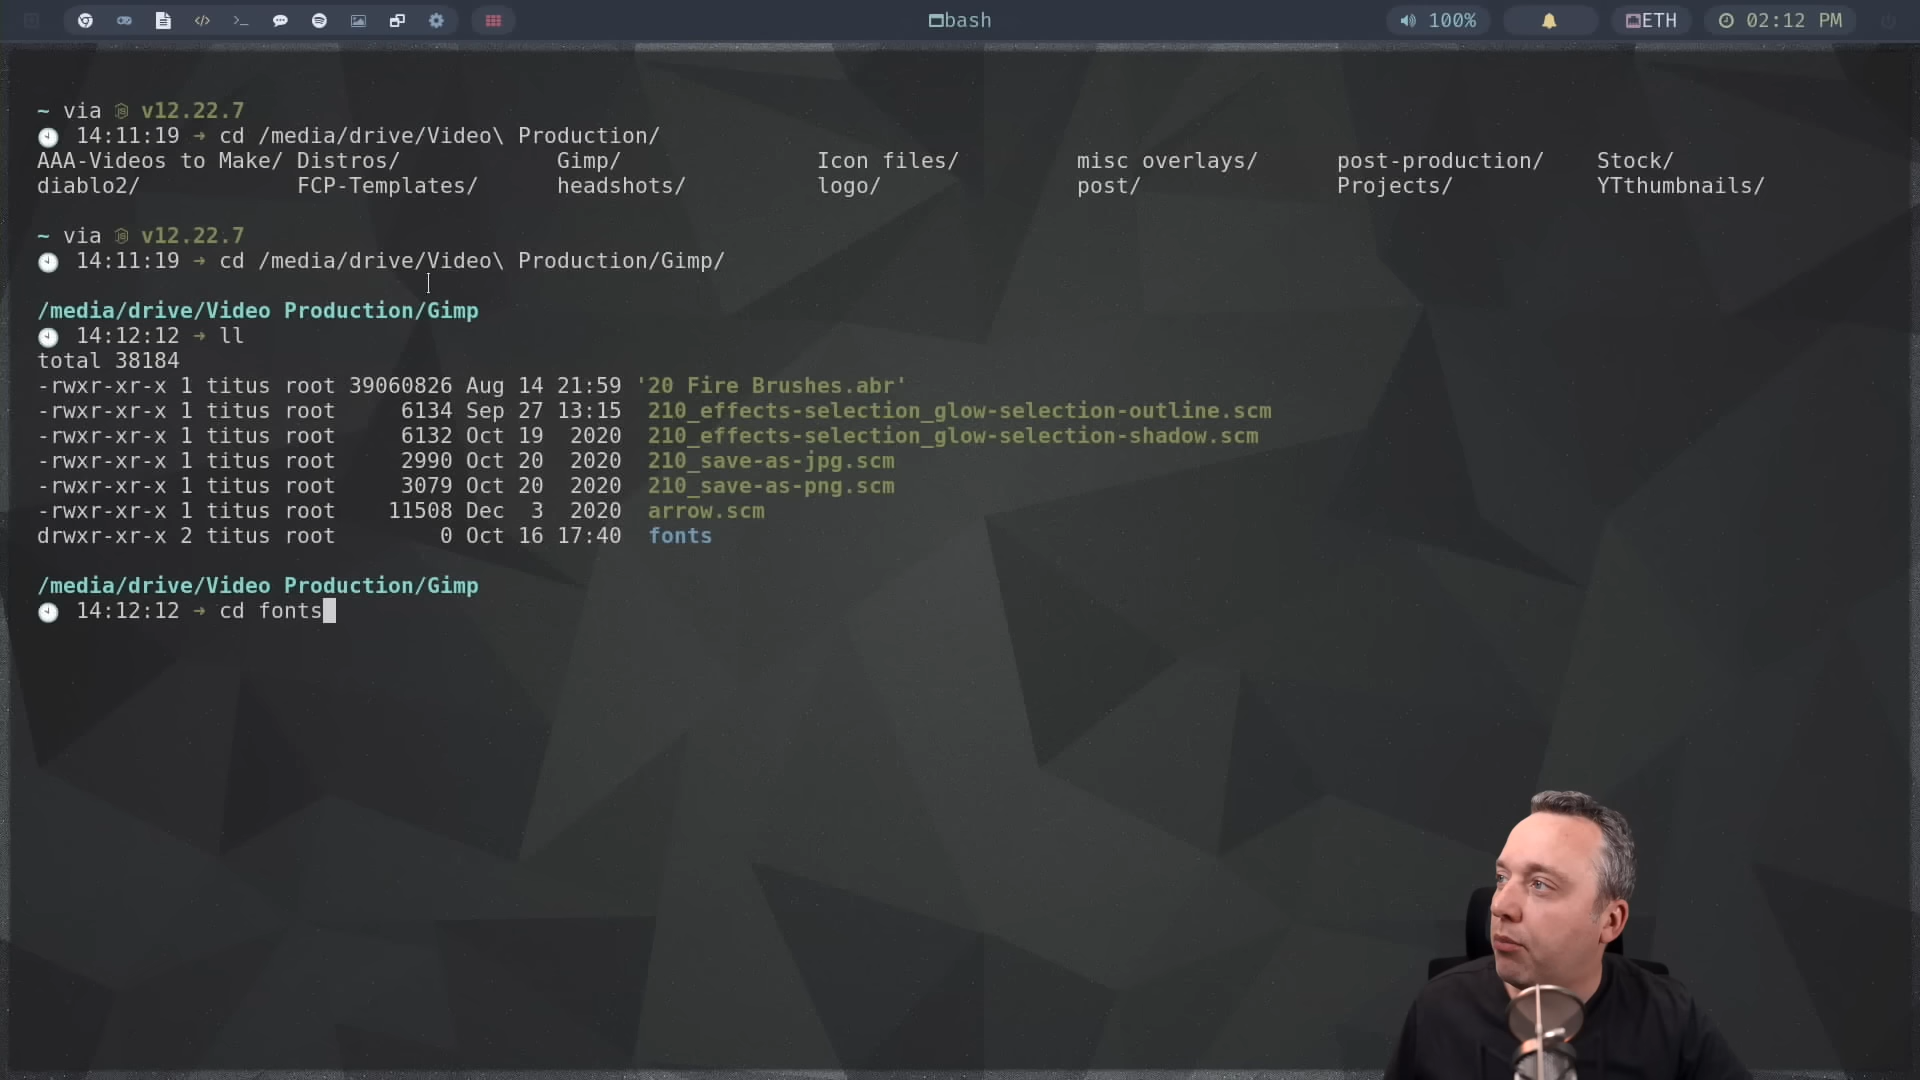 bash
100%
ETH
02:12 PM
~ via v12.22.7
14:11:19 ➜ cd /media/drive/Video\ Production/
AAA-Videos to Make/ Distros/ Gimp/ Icon files/ misc overlays/ post-production/ Stock/
diablo2/ FCP-Templates/ headshots/ logo/ post/ Projects/ YTthumbnails/
~ via v12.22.7
14:11:19 ➜ cd /media/drive/Video\ Production/Gimp/
/media/drive/Video Production/Gimp
14:12:12 ➜ ll
total 38184
-rwxr-xr-x 1 titus root 39060826 Aug 14 21:59 '20 Fire Brushes.abr'
-rwxr-xr-x 1 titus root 6134 Sep 27 13:15 210_effects-selection_glow-selection-outline.scm
-rwxr-xr-x 1 titus root 6132 Oct 19 2020 210_effects-selection_glow-selection-shadow.scm
-rwxr-xr-x 1 titus root 2990 Oct 20 2020 210_save-as-jpg.scm
-rwxr-xr-x 1 titus root 3079 Oct 20 2020 210_save-as-png.scm
-rwxr-xr-x 1 titus root 11508 Dec 3 2020 arrow.scm
drwxr-xr-x 2 titus root 0 Oct 16 17:40 fonts
/media/drive/Video Production/Gimp
14:12:12 ➜ cd fonts